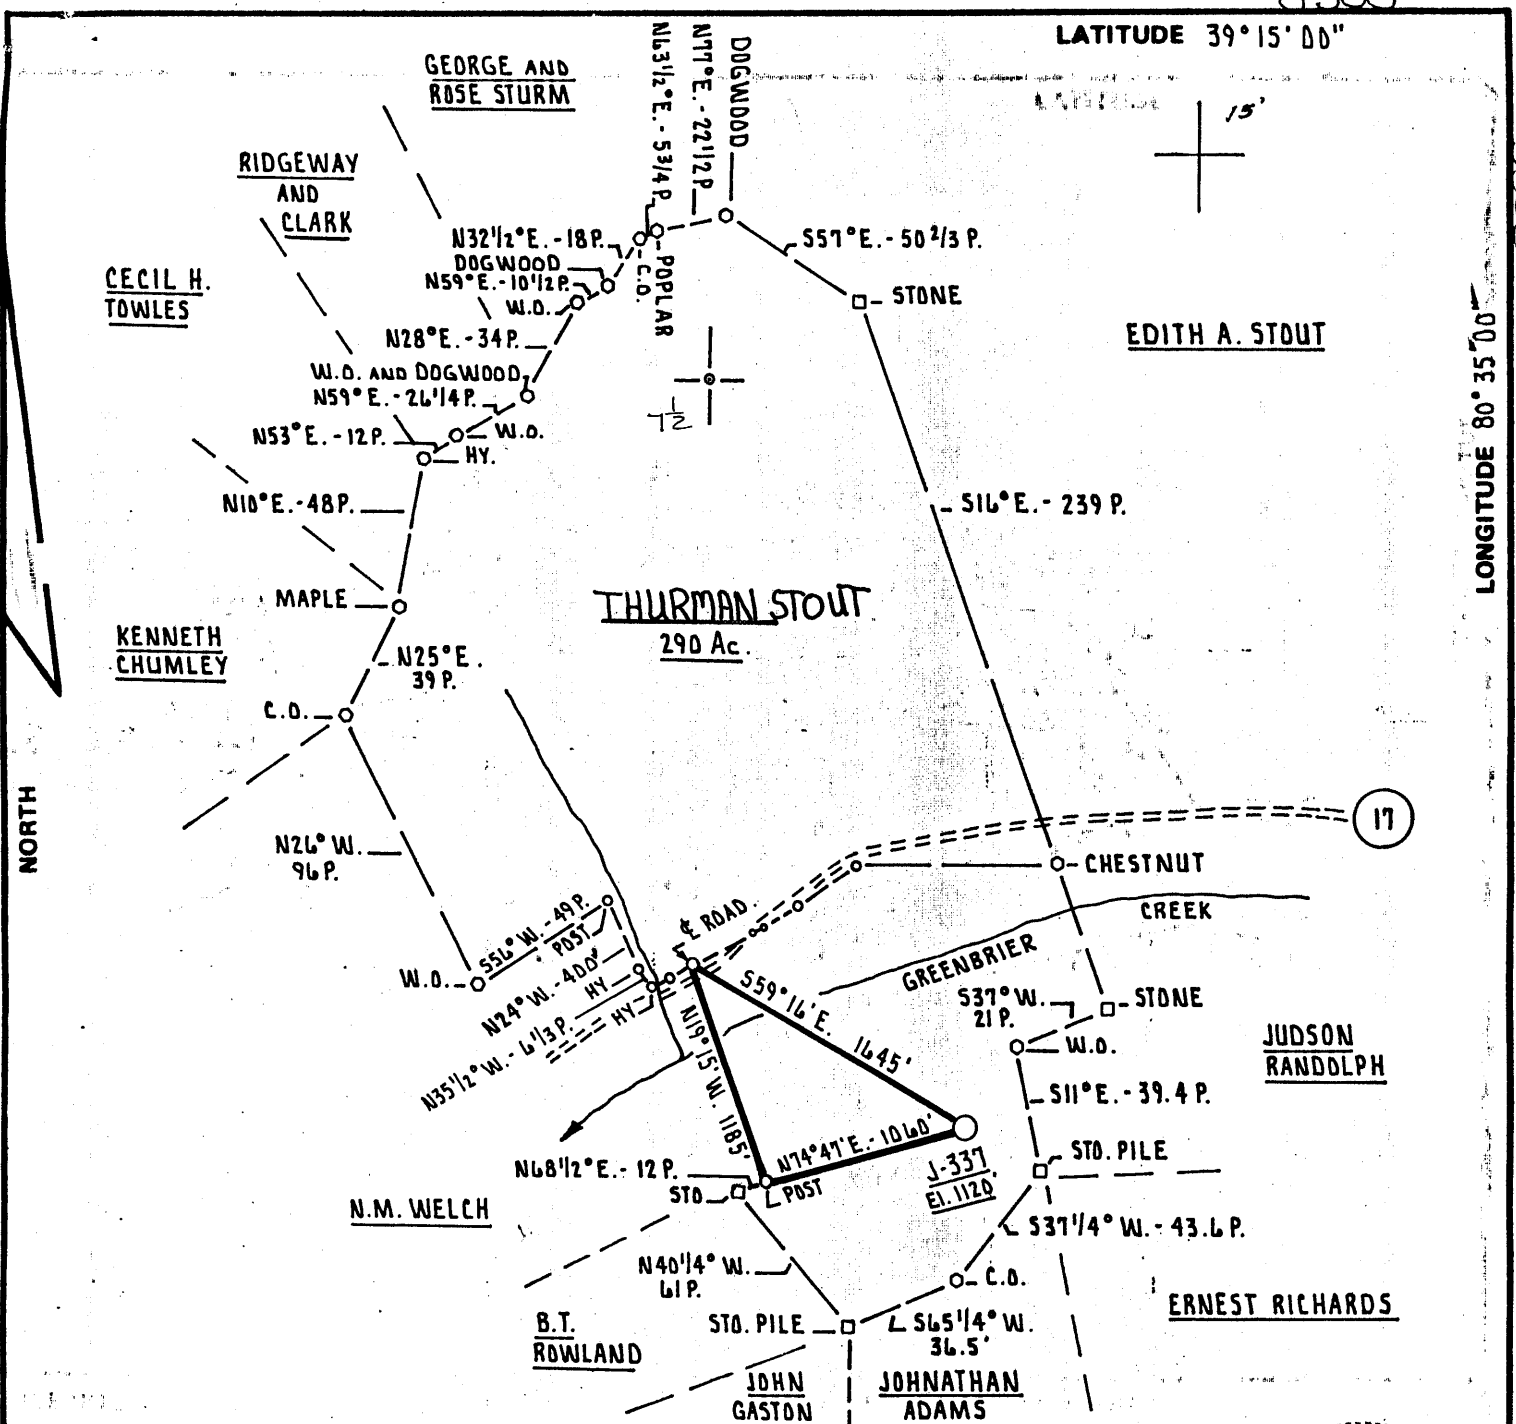 LATITUDE 39°15'00"
15'
GEORGE AND
ROSE STURM
N63 1/2°E. - 5 3/4 P.
N77°E. - 22 1/2 P.
DOGWOOD
RIDGEWAY
AND
CLARK
N32 1/2°E. - 18 P.
DOGWOOD
N59°E. - 10 1/2 P.
W.O.
C.O.
POPLAR
S57°E. - 50 2/3 P.
STONE
CECIL H.
TOWLES
EDITH A. STOUT
LONGITUDE 80°35'00"
N28°E. - 34 P.
W.O. AND DOGWOOD
N59°E. - 26 1/4 P.
7 1/2
N53°E. - 12 P.
W.O.
HY.
N10°E. - 48 P.
S16°E. - 239 P.
MAPLE
THURMAN STOUT
290 Ac.
KENNETH
CHUMLEY
N25°E.
39 P.
C.O.
NORTH
N26°W.
96 P.
17
CHESTNUT
CREEK
GREENBRIER
℄ ROAD
S56°W. - 49 P.
POST
W.O.
N24°W. - 400'
HY
N35 1/2°W. - 6 1/3 P.
HY
S59°16'E. 1645'
N19°15'W. 1185'
S37°W.
21 P.
STONE
W.O.
JUDSON
RANDOLPH
S11°E. - 39.4 P.
N74°47'E. - 1060'
N68 1/2°E. - 12 P.
STO
POST
J-337
El. 1120
STO. PILE
N.M. WELCH
S37 1/4°W. - 43.6 P.
N40 1/4°W.
61 P.
C.O.
ERNEST RICHARDS
STO. PILE
S65 1/4°W.
36.5'
B.T.
ROWLAND
JOHN
GASTON
JOHNATHAN
ADAMS